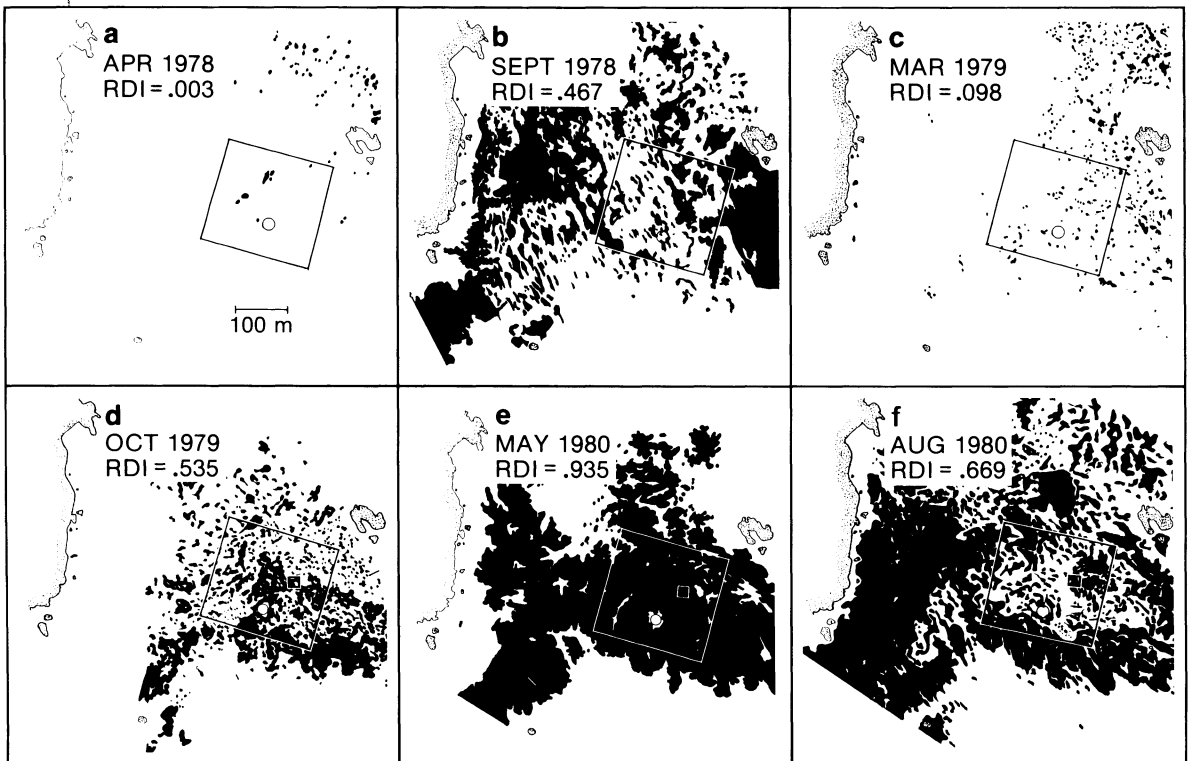 a
APR 1978
RDI = .003
100 m
b
SEPT 1978
RDI = .467
c
MAR 1979
RDI = .098
d
OCT 1979
RDI = .535
e
MAY 1980
RDI = .935
f
AUG 1980
RDI = .669